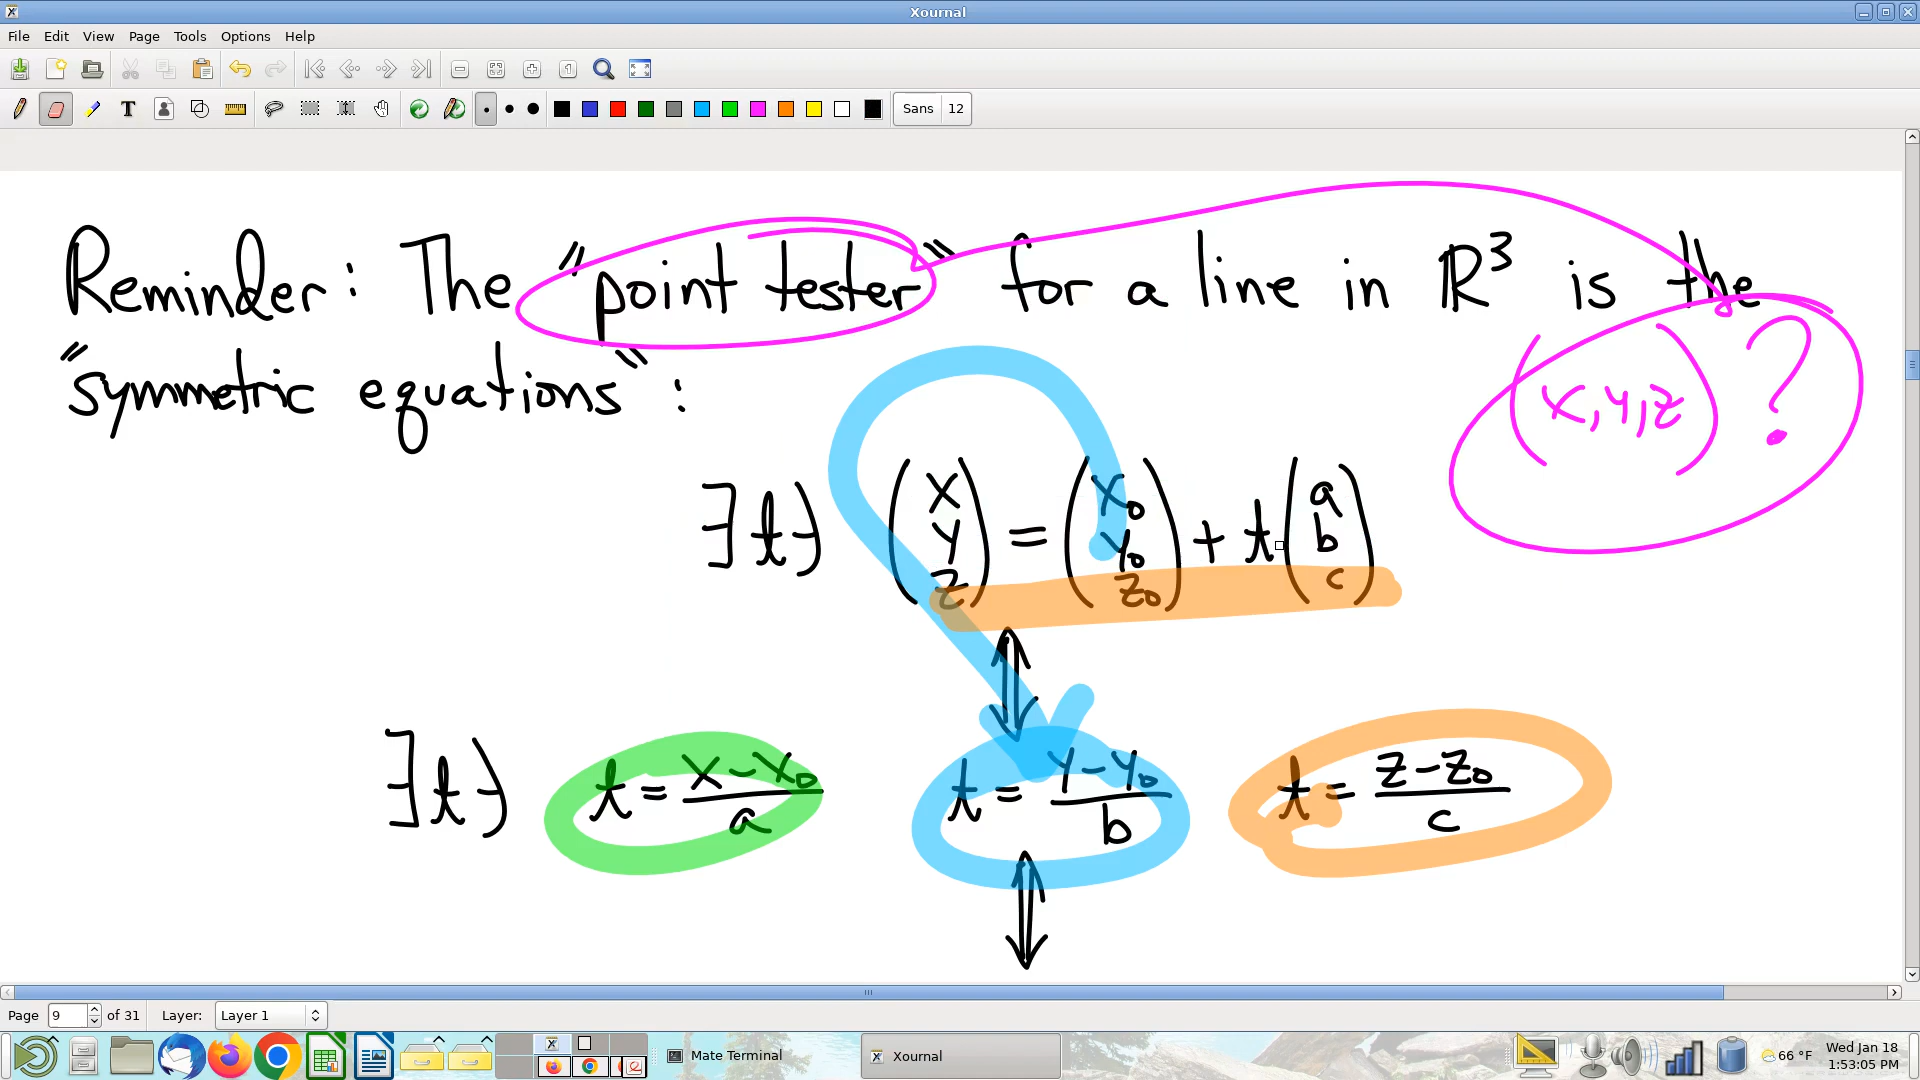 Xournal
File Edit View Page Tools Options Help
Sans 12
Reminder: The "point tester" for a line in ℝ³ is the
"symmetric equations":
(x,y,z)?
∃t∋ (x y z) = (x₀ y₀ z₀) + t(a b c)
∃t∋ t = (x-x₀)/a t = (y-y₀)/b t = (z-z₀)/c
Page 9 of 31 Layer: Layer 1
Mate Terminal Xournal 66 °F Wed Jan 18
1:53:05 PM